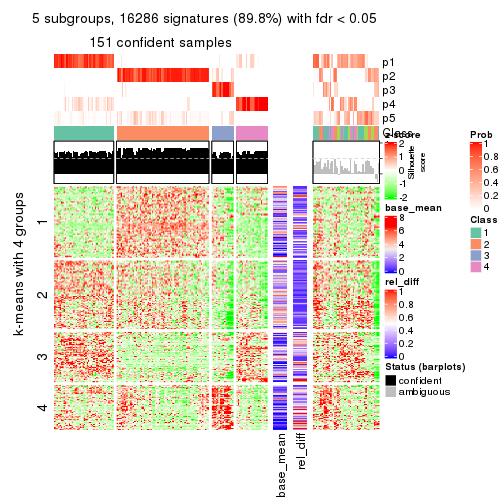 5 subgroups, 16286 signatures (89.8%) with fdr < 0.05
151 confident samples
p1
p2
p3
p4
p5
Class
z-score
2
1
0
-1
-2
Silhouette
score
Prob
1
0.8
0.6
0.4
0.2
0
base_mean
8
6
4
2
0
Class
1
2
3
4
rel_diff
1
0.8
0.6
0.4
0.2
0
Status (barplots)
confident
ambiguous
k-means with 4 groups
1
2
3
4
base_mean
rel_diff